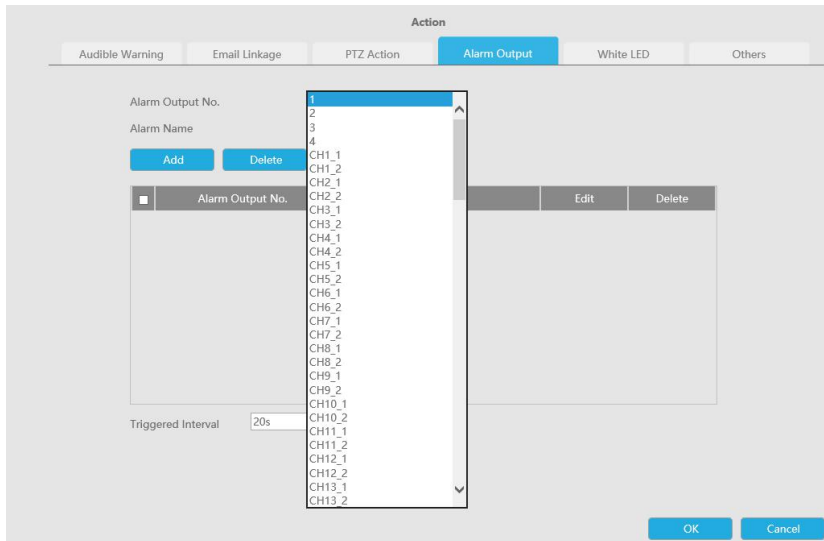 Action
Audible Warning Email Linkage PTZ Action Alarm Output White LED Others
Alarm Output No.
Alarm Name
Add Delete
Alarm Output No. Edit Delete
1
2
3
4
CH1_1
CH1_2
CH2_1
CH2_2
CH3_1
CH3_2
CH4_1
CH4_2
CH5_1
CH5_2
CH6_1
CH6_2
CH7_1
CH7_2
CH8_1
CH8_2
CH9_1
CH9_2
CH10_1
CH10_2
CH11_1
CH11_2
CH12_1
CH12_2
CH13_1
CH13_2
Triggered Interval 20s
OK Cancel